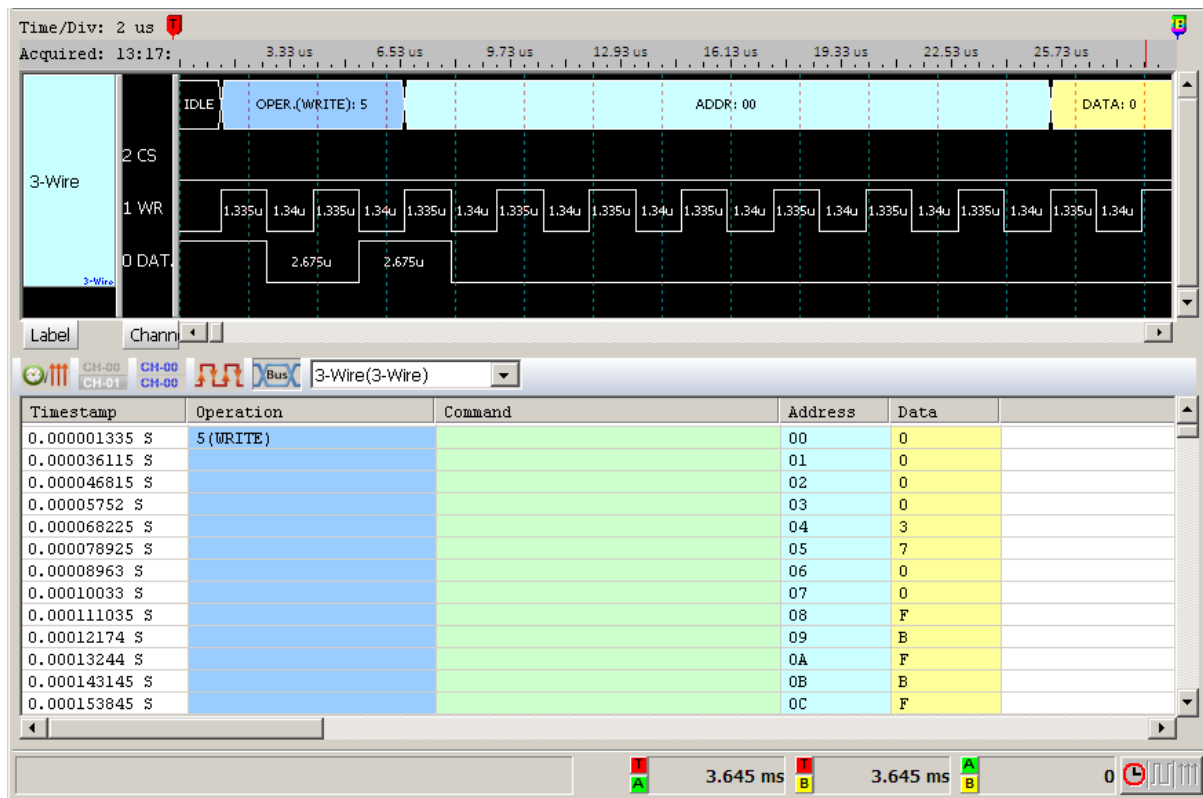 Time/Div: 2 us T B
Acquired: 13:17: 3.33 us 6.53 us 9.73 us 12.93 us 16.13 us 19.33 us 22.53 us 25.73 us
IDLE OPER.(WRITE): 5 ADDR: 00 DATA: 0
2 CS
3-Wire
1 WR 1.335u 1.34u 1.335u 1.34u 1.335u 1.34u 1.335u 1.34u 1.335u 1.34u 1.335u 1.34u 1.335u 1.34u 1.335u 1.34u 1.335u 1.34u 1.335u 1.34u
0 DAT. 2.675u 2.675u
3-Wire
Label Chann
CH-00 CH-00 Bus 3-Wire(3-Wire)
CH-01 CH-00
Timestamp Operation Command Address Data
0.000001335 S 5(WRITE) 00 0
0.000036115 S 01 0
0.000046815 S 02 0
0.00005752 S 03 0
0.000068225 S 04 3
0.000078925 S 05 7
0.00008963 S 06 0
0.00010033 S 07 0
0.000111035 S 08 F
0.00012174 S 09 B
0.00013244 S 0A F
0.000143145 S 0B B
0.000153845 S 0C F
T A 3.645 ms T B 3.645 ms A B 0